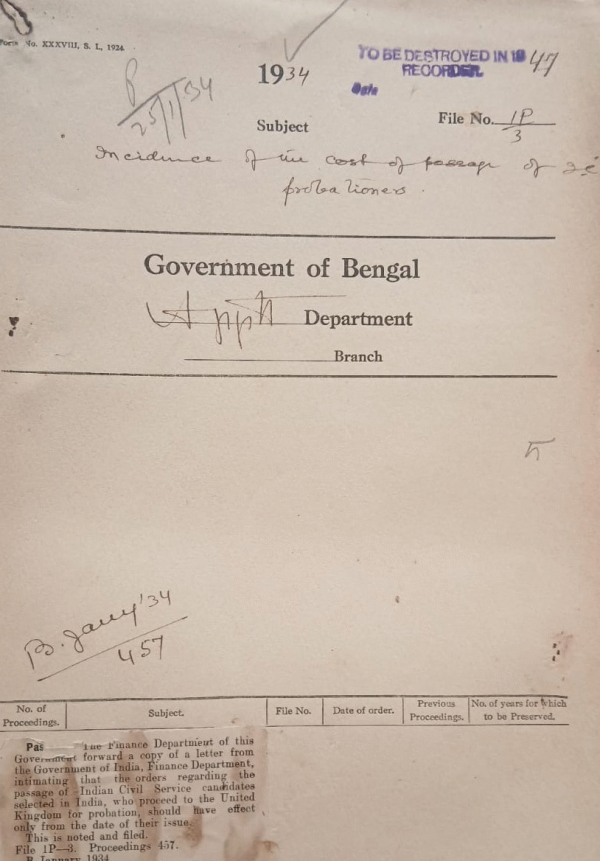 Form No. XXXVIII, S. I., 1924.
TO BE DESTROYED IN 1947
RECORDER.
Date
25/1/34
1934
File No. 1P/3
Subject
Incidence of the cost of passage of
probationers.
Government of Bengal
Apptt Department
Branch
B. Jany '34
457
No. of Proceedings. Subject. File No. Date of order. Previous Proceedings. No. of years for which to be Preserved.
Pas The Finance Department of this
Government forward a copy of a letter from
the Government of India, Finance Department,
intimating that the orders regarding the
passage of Indian Civil Service candidates
selected in India, who proceed to the United
Kingdom for probation, should have effect
only from the date of their issue.
This is noted and filed.
File 1P—3. Proceedings 457.
B January 1934